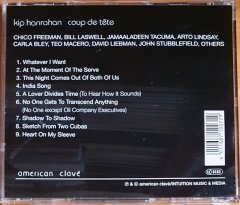 kip hanrahan coup de tête
CHICO FREEMAN, BILL LASWELL, JAMAALADEEN TACUMA, ARTO LINDSAY,
CARLA BLEY, TEO MACERO, DAVID LIEBMAN, JOHN STUBBLEFIELD, OTHERS
1. Whatever I Want
2. At The Moment Of The Serve
3. This Night Comes Out Of Both Of Us
4. India Song
5. A Lover Divides Time (To Hear How It Sounds)
6. No One Gets To Transcend Anything
(No One except Oil Company Executives)
7. Shadow To Shadow
8. Sketch From Two Cubas
9. Heart On My Sleeve
american clavé
℗ & © american clavé/INTUITION MUSIC & MEDIA